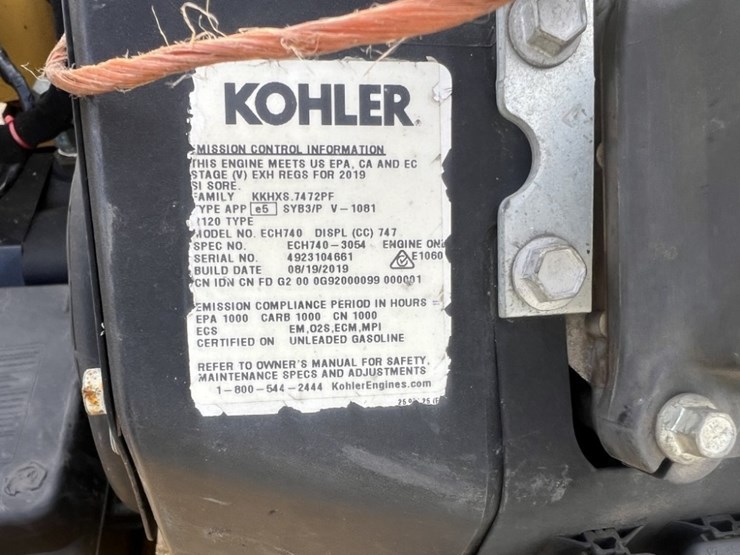 KOHLER.
EMISSION CONTROL INFORMATION
THIS ENGINE MEETS US EPA, CA AND EC
STAGE (V) EXH REGS FOR 2019
SI SORE.
FAMILY KKHXS.7472PF
TYPE APP e5 SYB3/P V-1081
1120 TYPE
MODEL NO. ECH740 DISPL (CC) 747
SPEC NO. ECH740-3054 ENGINE ONL
SERIAL NO. 4923104661 E1060
BUILD DATE 08/19/2019
CN IDN CN FD G2 00 0G92000099 000001
EMISSION COMPLIANCE PERIOD IN HOURS =
EPA 1000 CARB 1000 CN 1000
ECS EM,O2S,ECM,MPI
CERTIFIED ON UNLEADED GASOLINE
REFER TO OWNER'S MANUAL FOR SAFETY,
MAINTENANCE SPECS AND ADJUSTMENTS
1-800-544-2444 KohlerEngines.com